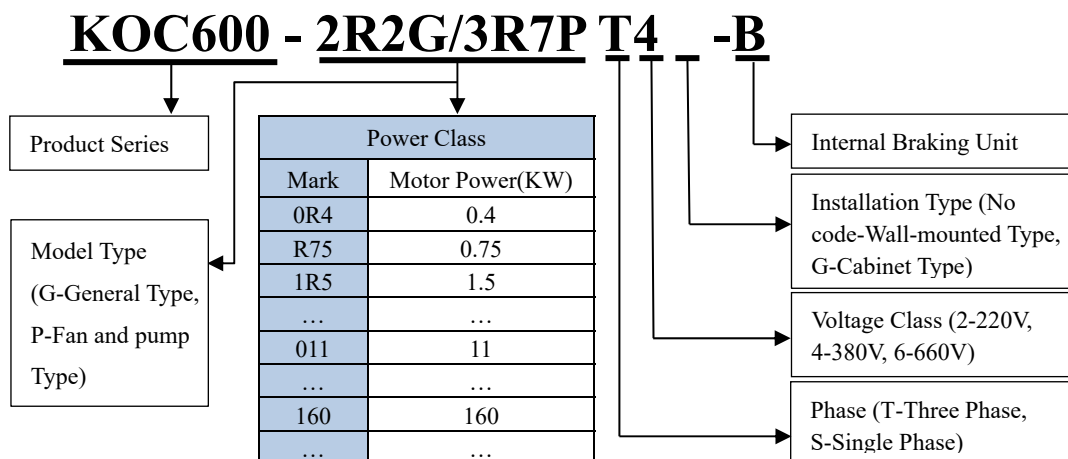 KOC600 - 2R2G/3R7P T4 -B
Product Series
Model Type
(G-General Type,
P-Fan and pump
Type)
Power Class
Mark Motor Power(KW)
0R4 0.4
R75 0.75
1R5 1.5
… …
011 11
… …
160 160
… …
Internal Braking Unit
Installation Type (No
code-Wall-mounted Type,
G-Cabinet Type)
Voltage Class (2-220V,
4-380V, 6-660V)
Phase (T-Three Phase,
S-Single Phase)